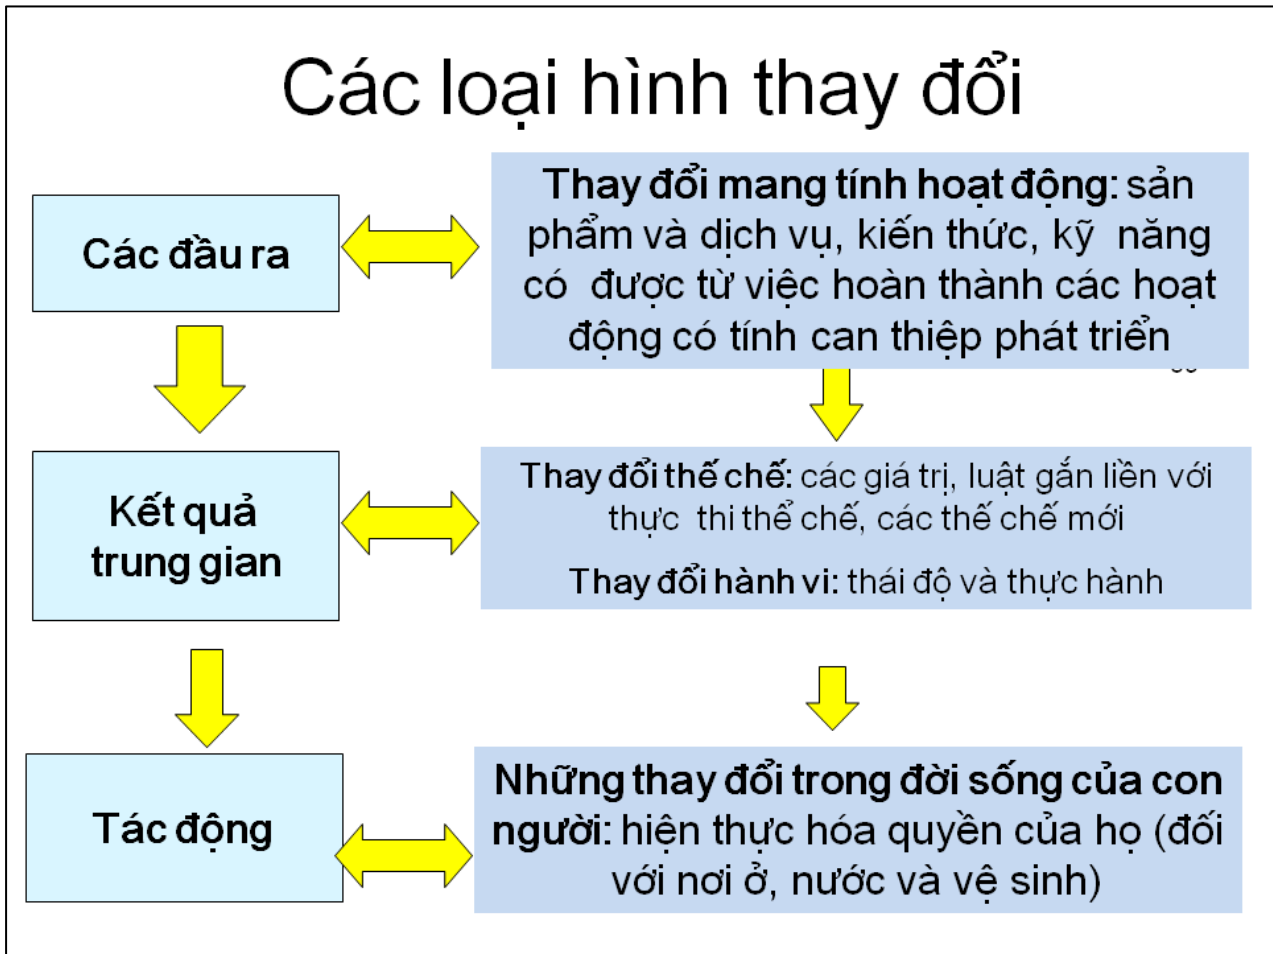 Các loại hình thay đổi
Các đầu ra
Thay đổi mang tính hoạt động: sản
phẩm và dịch vụ, kiến thức, kỹ năng
có được từ việc hoàn thành các hoạt
động có tính can thiệp phát triển
Kết quả
trung gian
Thay đổi thế chế: các giá trị, luật gắn liền với
thực thi thể chế, các thế chế mới
Thay đổi hành vi: thái độ và thực hành
Tác động
Những thay đổi trong đời sống của con
người: hiện thực hóa quyền của họ (đối
với nơi ở, nước và vệ sinh)